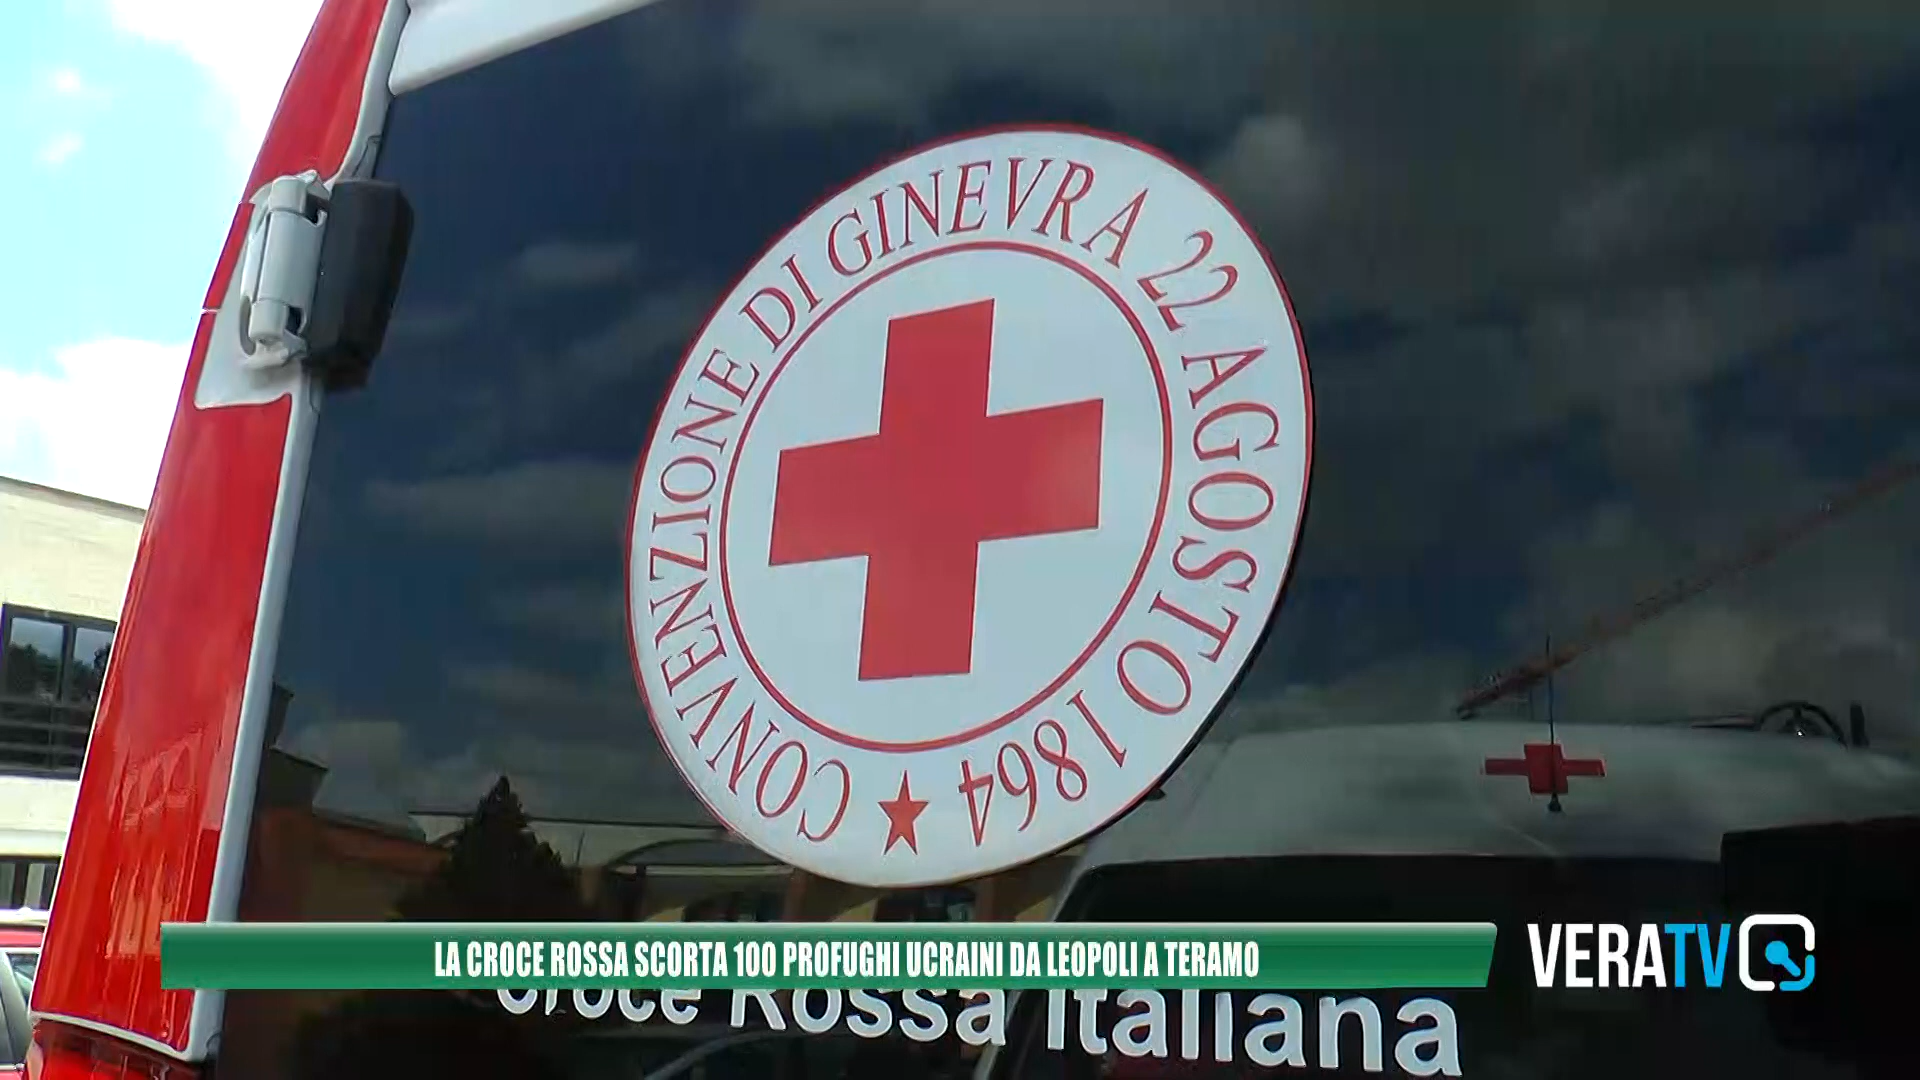 CONVENZIONE DI GINEVRA 22 AGOSTO 1864
LA CROCE ROSSA SCORTA 100 PROFUGHI UCRAINI DA LEOPOLI A TERAMO
VERATV
Croce Rossa Italiana